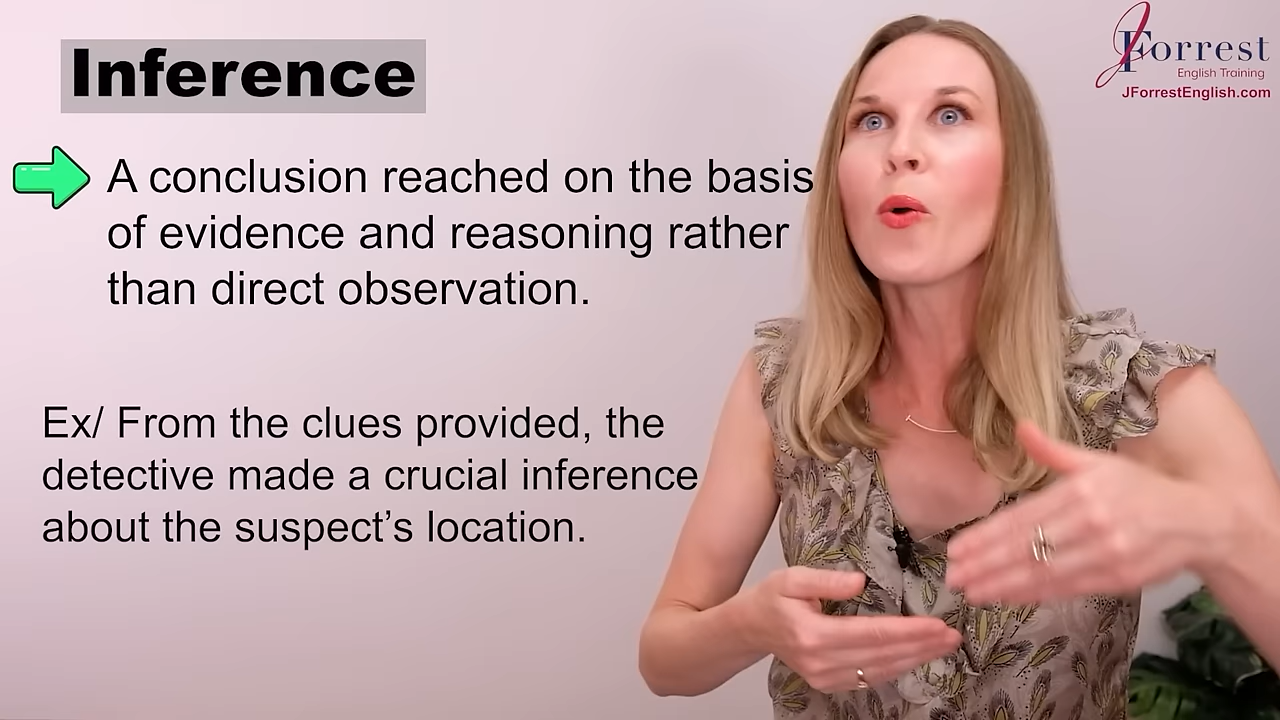 Inference
A conclusion reached on the basis
of evidence and reasoning rather
than direct observation.
Ex/ From the clues provided, the
detective made a crucial inference
about the suspect’s location.
JForrest
English Training
JForrestEnglish.com